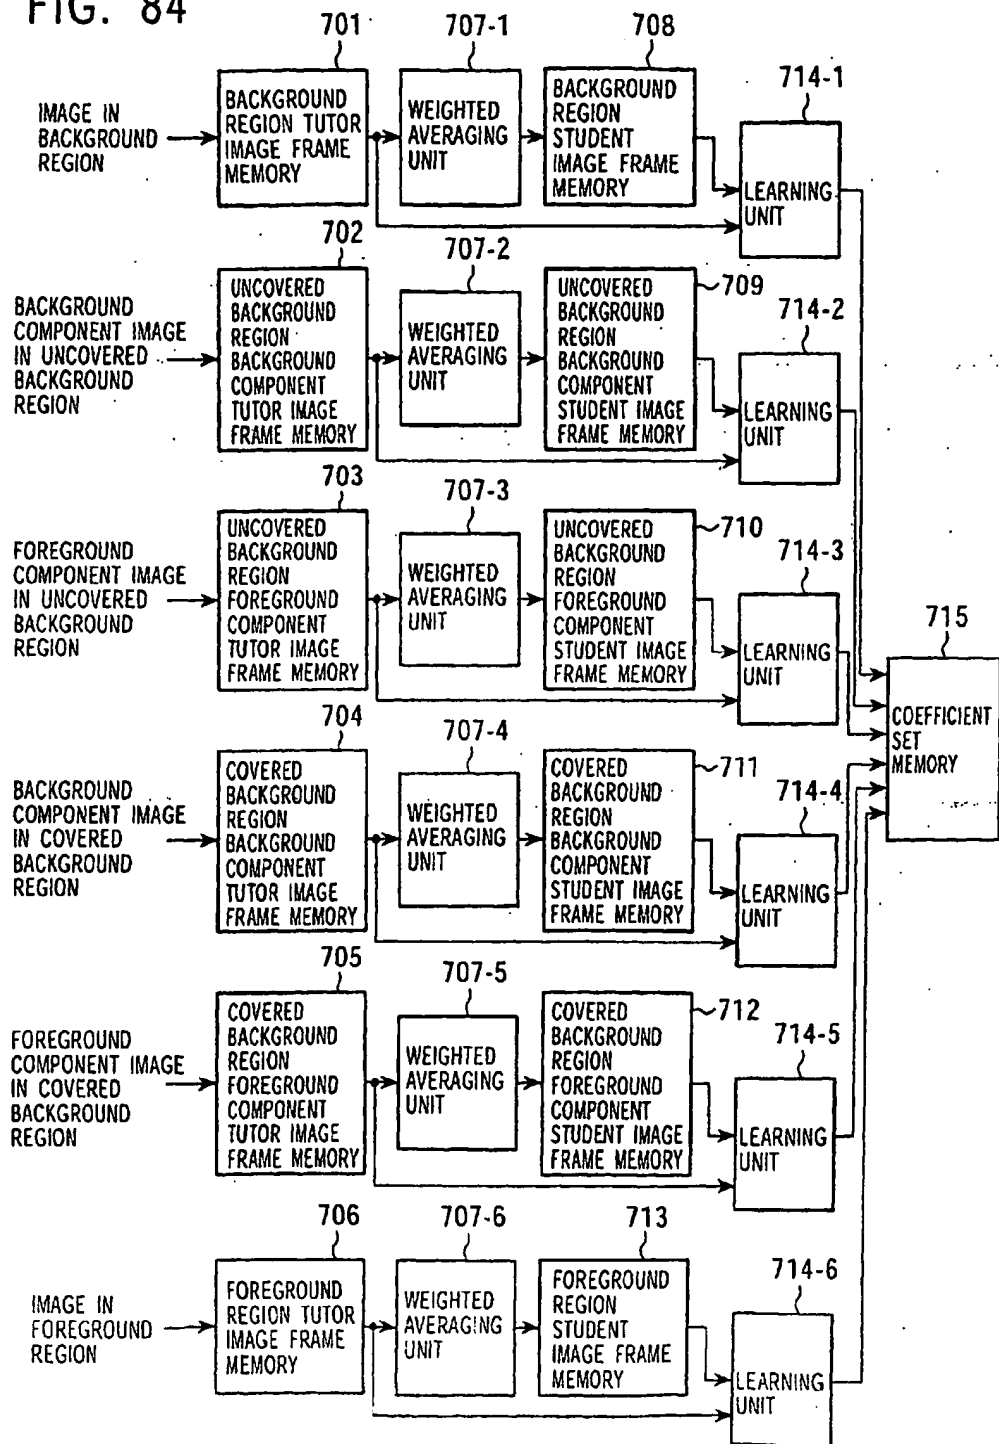 FIG. 84
701
707-1
708
714-1
IMAGE IN
BACKGROUND
REGION
BACKGROUND
REGION TUTOR
IMAGE FRAME
MEMORY
WEIGHTED
AVERAGING
UNIT
BACKGROUND
REGION
STUDENT
IMAGE FRAME
MEMORY
LEARNING
UNIT
702
707-2
709
714-2
BACKGROUND
COMPONENT IMAGE
IN UNCOVERED
BACKGROUND
REGION
UNCOVERED
BACKGROUND
REGION
BACKGROUND
COMPONENT
TUTOR IMAGE
FRAME MEMORY
WEIGHTED
AVERAGING
UNIT
UNCOVERED
BACKGROUND
REGION
BACKGROUND
COMPONENT
STUDENT IMAGE
FRAME MEMORY
LEARNING
UNIT
703
707-3
710
714-3
FOREGROUND
COMPONENT IMAGE
IN UNCOVERED
BACKGROUND
REGION
UNCOVERED
BACKGROUND
REGION
FOREGROUND
COMPONENT
TUTOR IMAGE
FRAME MEMORY
WEIGHTED
AVERAGING
UNIT
UNCOVERED
BACKGROUND
REGION
FOREGROUND
COMPONENT
STUDENT IMAGE
FRAME MEMORY
LEARNING
UNIT
715
COEFFICIENT
SET
MEMORY
704
707-4
711
714-4
BACKGROUND
COMPONENT IMAGE
IN COVERED
BACKGROUND
REGION
COVERED
BACKGROUND
REGION
BACKGROUND
COMPONENT
TUTOR IMAGE
FRAME MEMORY
WEIGHTED
AVERAGING
UNIT
COVERED
BACKGROUND
REGION
BACKGROUND
COMPONENT
STUDENT IMAGE
FRAME MEMORY
LEARNING
UNIT
705
707-5
712
714-5
FOREGROUND
COMPONENT IMAGE
IN COVERED
BACKGROUND
REGION
COVERED
BACKGROUND
REGION
FOREGROUND
COMPONENT
TUTOR IMAGE
FRAME MEMORY
WEIGHTED
AVERAGING
UNIT
COVERED
BACKGROUND
REGION
FOREGROUND
COMPONENT
STUDENT IMAGE
FRAME MEMORY
LEARNING
UNIT
706
707-6
713
714-6
IMAGE IN
FOREGROUND
REGION
FOREGROUND
REGION TUTOR
IMAGE FRAME
MEMORY
WEIGHTED
AVERAGING
UNIT
FOREGROUND
REGION
STUDENT
IMAGE FRAME
MEMORY
LEARNING
UNIT